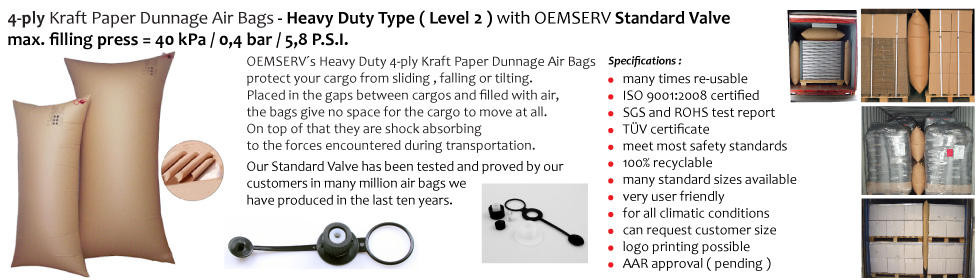 4-ply Kraft Paper Dunnage Air Bags - Heavy Duty Type ( Level 2 ) with OEMSERV Standard Valve
max. filling press = 40 kPa / 0,4 bar / 5,8 P.S.I.
OEMSERV´s Heavy Duty 4-ply Kraft Paper Dunnage Air Bags
protect your cargo from sliding , falling or tilting.
Placed in the gaps between cargos and filled with air,
the bags give no space for the cargo to move at all.
On top of that they are shock absorbing
to the forces encountered during transportation.
Our Standard Valve has been tested and proved by our
customers in many million air bags we
have produced in the last ten years.
Specifications :
many times re-usable
ISO 9001:2008 certified
SGS and ROHS test report
TÜV certificate
meet most safety standards
100% recyclable
many standard sizes available
very user friendly
for all climatic conditions
can request customer size
logo printing possible
AAR approval ( pending )